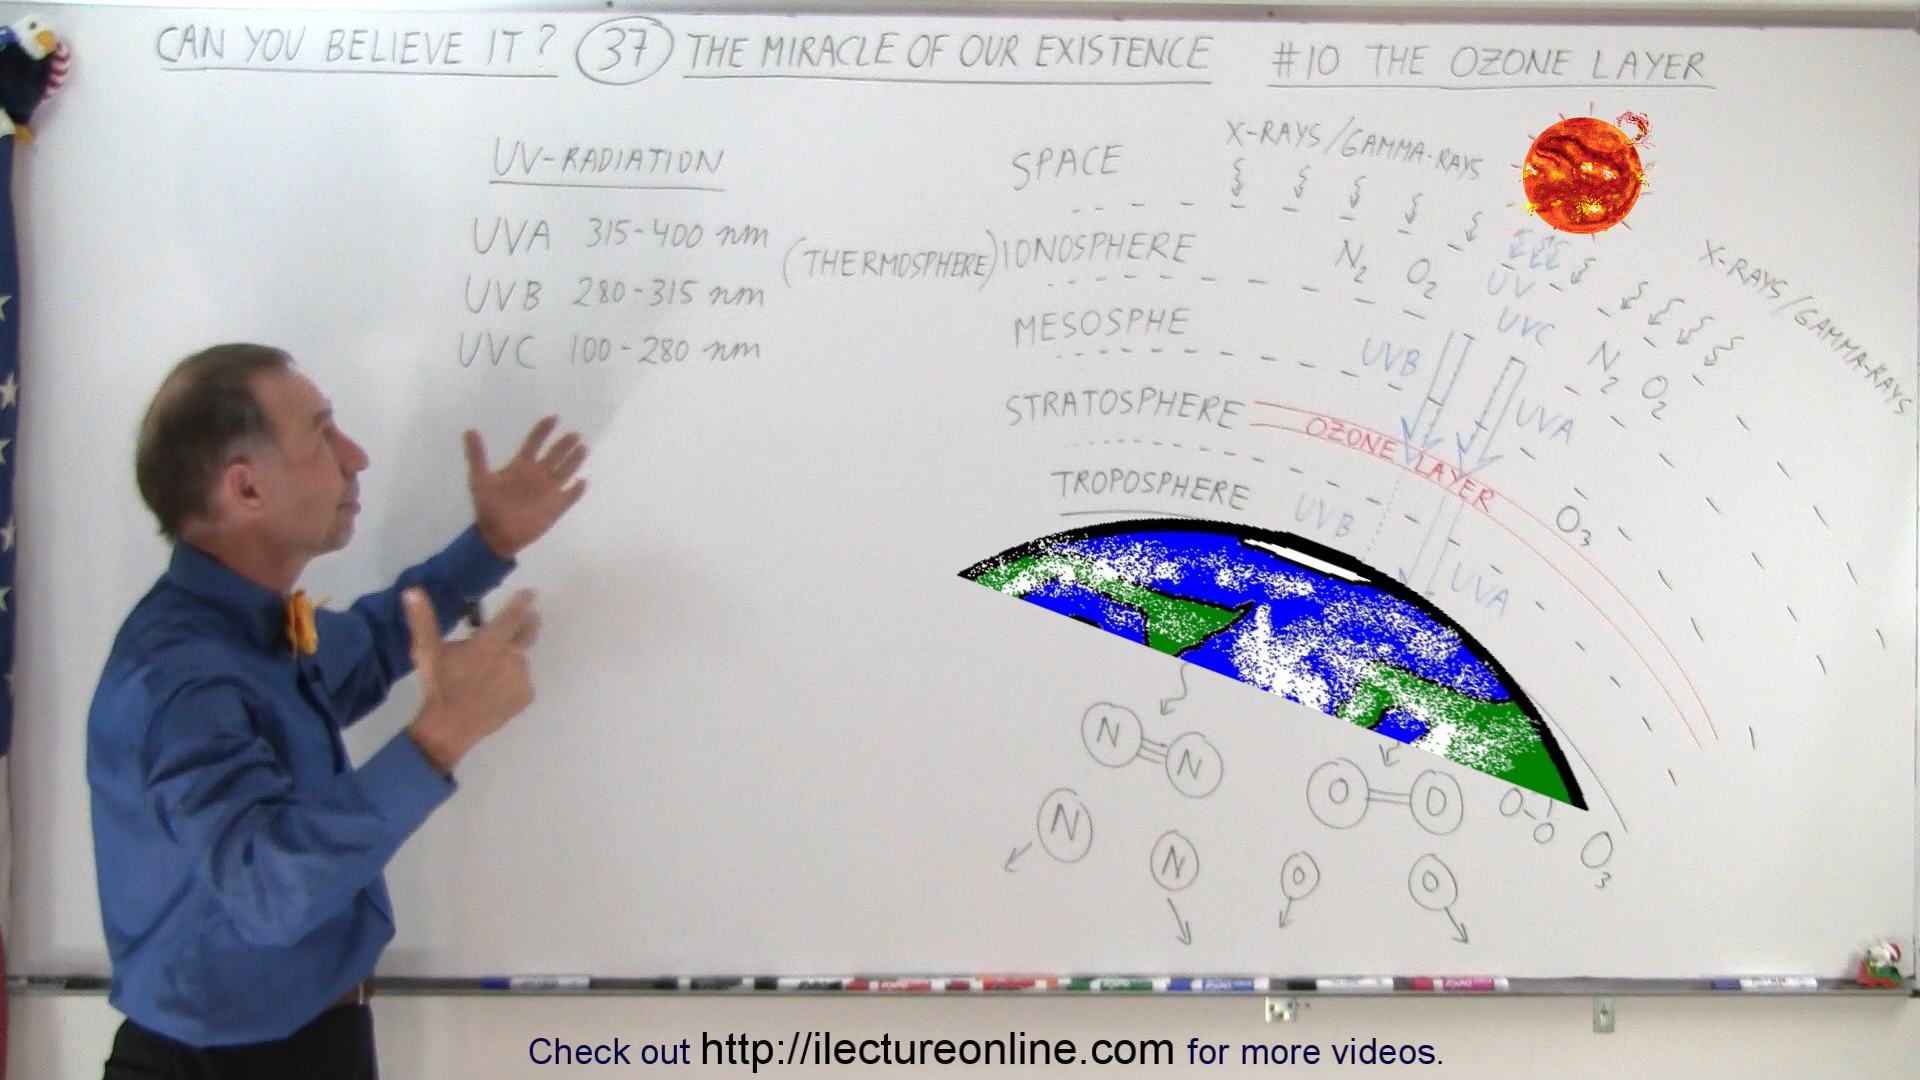 CAN YOU BELIEVE IT? 37 THE MIRACLE OF OUR EXISTENCE #10 THE OZONE LAYER
UV-RADIATION
UVA 315-400 nm
UVB 280-315 nm
UVC 100-280 nm
SPACE
X-RAYS/GAMMA-RAYS
(THERMOSPHERE) IONOSPHERE
N2 O2 UV
X-RAYS/GAMMA-RAYS
MESOSPHE
UVB UVC N2 O2
STRATOSPHERE
OZONE LAYER
UVA
TROPOSPHERE
UVB
O3
UVA
N≡N
O=O
O-O
O3
N N O O
Check out http://ilectureonline.com for more videos.